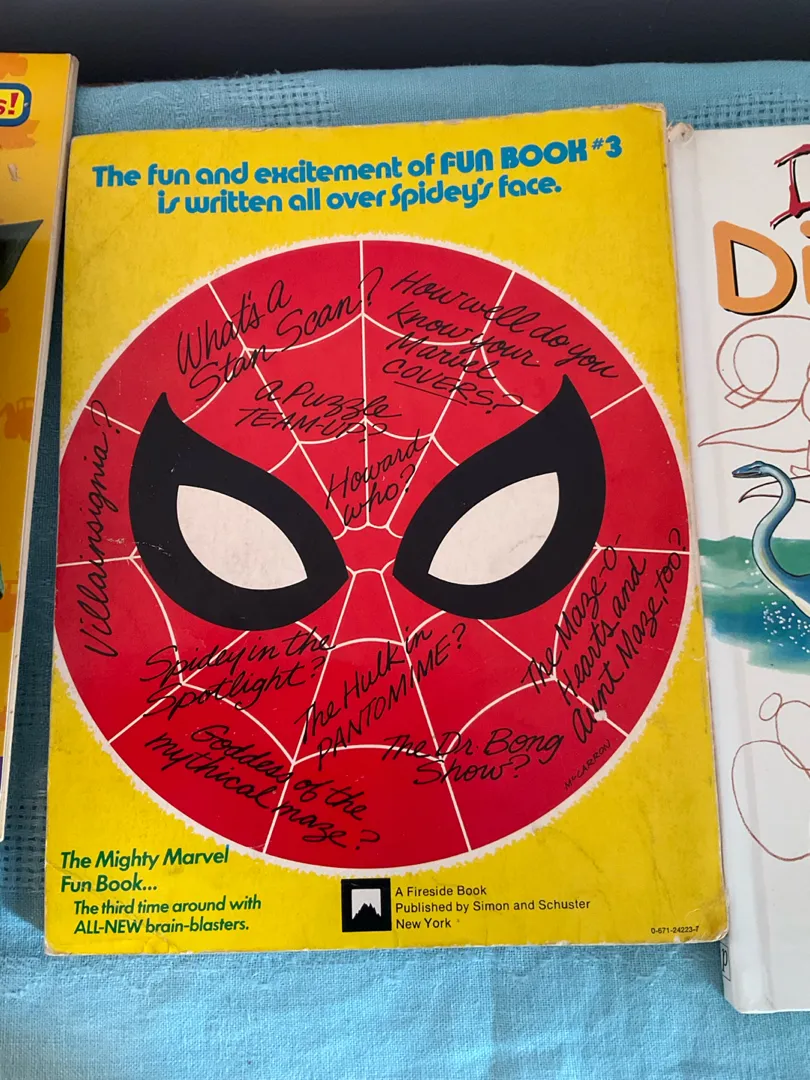 s!
The fun and excitement of FUN BOOK #3
is written all over Spidey's face.
What's A
Stan Scan?
How well do you
know your
Marvel
COVERS?
A Puzzle
TEAM-UP?
Howard
who?
Villainsignia?
Spidey in the
Spotlight?
The Hulk in
PANTOMIME?
The Maze-O-
Hearts and
Aunt Maze, too?
Goddess of the
mythical maze?
The Dr Bong
Show?
McCARRON
The Mighty Marvel
Fun Book...
The third time around with
ALL-NEW brain-blasters.
A Fireside Book
Published by Simon and Schuster
New York
0-671-24223-7
Di